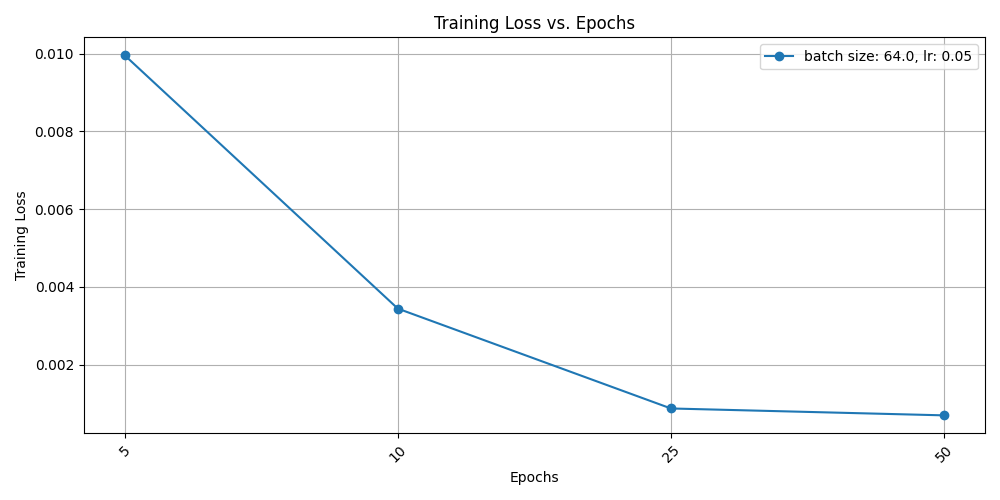 Training Loss vs. Epochs
batch size: 64.0, lr: 0.05
0.010
0.008
0.006
0.004
0.002
Training Loss
5
10
25
50
Epochs